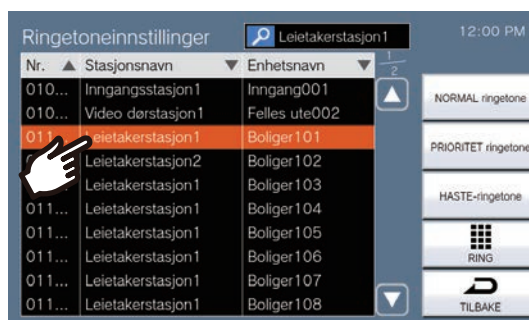 Ringetoneinnstillinger
Leietakerstasjon1
12:00 PM
Nr. ▲ Stasjonsnavn ▼ Enhetsnavn ▼ 1/2
010... Inngangsstasjon1 Inngang001
010... Video dørstasjon1 Felles ute002
011 Leietakerstasjon1 Boliger101
Leietakerstasjon2 Boliger102
Leietakerstasjon1 Boliger103
011... Leietakerstasjon1 Boliger104
011... Leietakerstasjon1 Boliger105
011... Leietakerstasjon1 Boliger106
011... Leietakerstasjon1 Boliger107
011... Leietakerstasjon1 Boliger108
NORMAL ringetone
PRIORITET ringetone
HASTE-ringetone
RING
TILBAKE